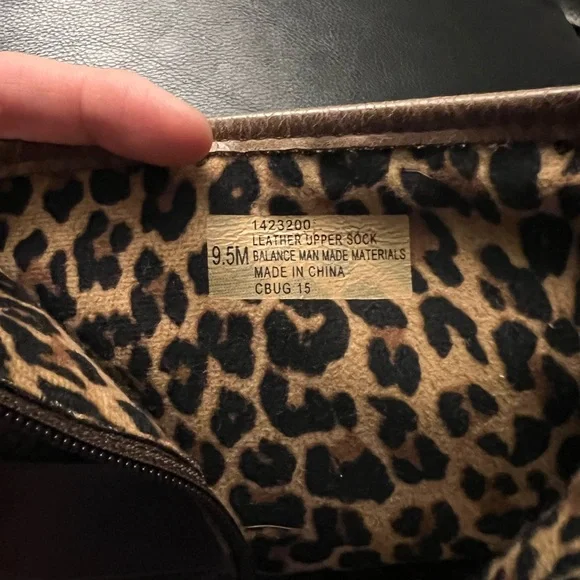 1423200
LEATHER UPPER SOCK
9.5M BALANCE MAN MADE MATERIALS
MADE IN CHINA
CBUG 15